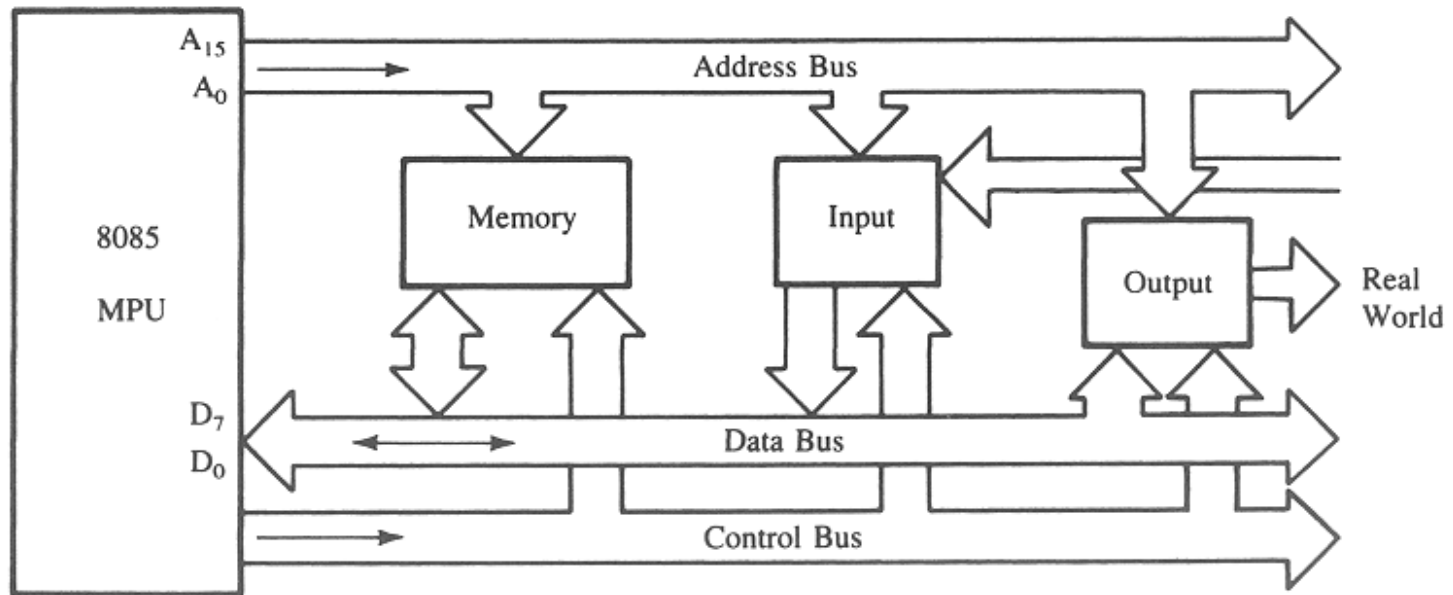 A15
Address Bus
A0
Memory
Input
8085
MPU
Output
Real
World
D7
Data Bus
D0
Control Bus